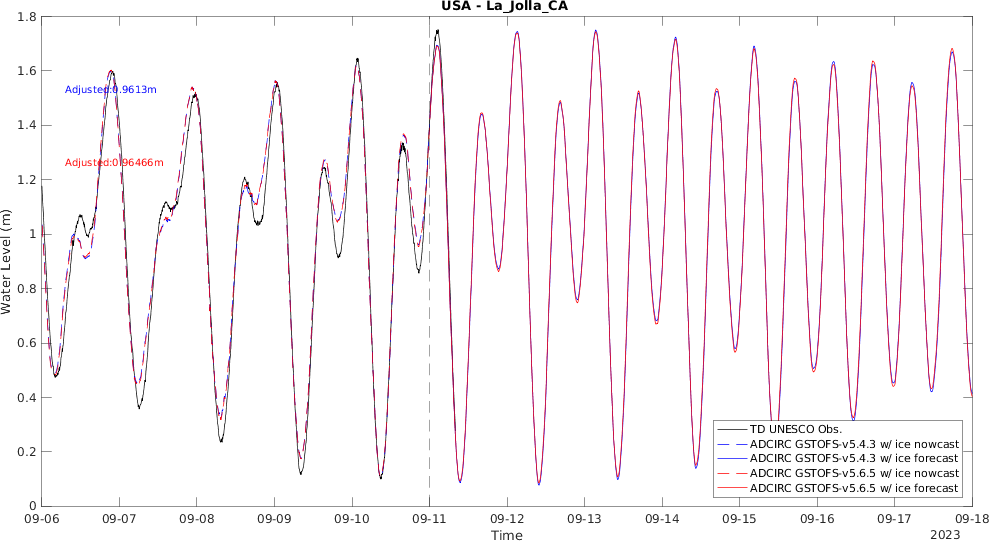 USA - La_Jolla_CA
1.8
1.6
1.4
1.2
1
0.8
0.6
0.4
0.2
0
Water Level (m)
Adjusted:0.9613m
Adjusted:0.96466m
TD UNESCO Obs.
ADCIRC GSTOFS-v5.4.3 w/ ice nowcast
ADCIRC GSTOFS-v5.4.3 w/ ice forecast
ADCIRC GSTOFS-v5.6.5 w/ ice nowcast
ADCIRC GSTOFS-v5.6.5 w/ ice forecast
09-06 09-07 09-08 09-09 09-10 09-11 09-12 09-13 09-14 09-15 09-16 09-17 09-18
Time
2023